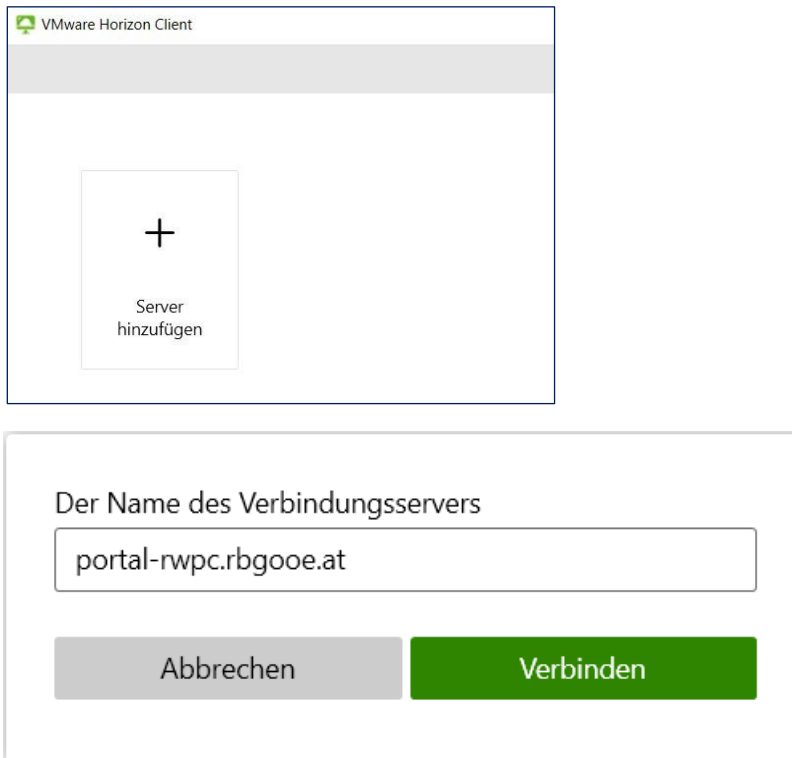 VMware Horizon Client
+
Server
hinzufügen
Der Name des Verbindungsservers
portal-rwpc.rbgooe.at
Abbrechen
Verbinden